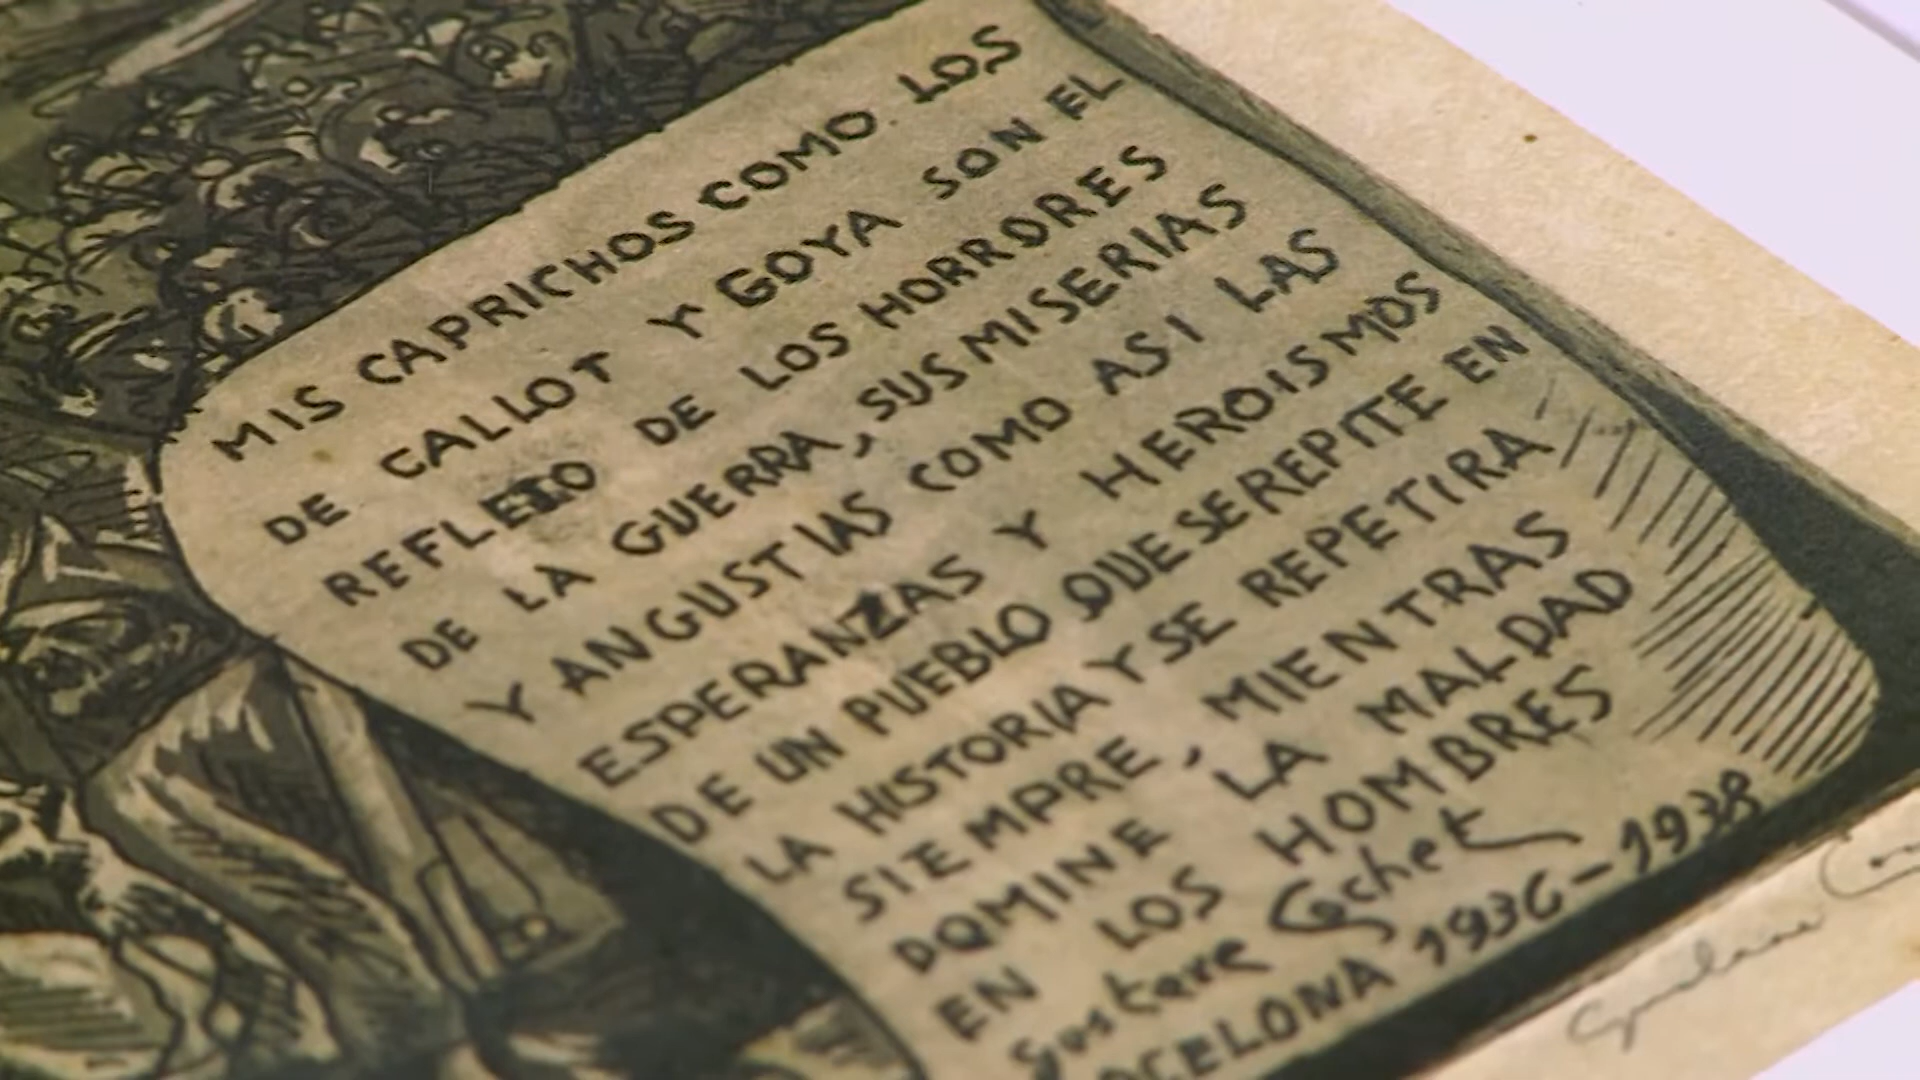 MIS CAPRICHOS COMO LOS
DE CALLOT Y GOYA SON EL
REFLEJO DE LOS HORRORES
DE LA GUERRA, SUS MISERIAS
Y ANGUSTIAS COMO ASI LAS
ESPERANZAS Y HEROISMOS
DE UN PUEBLO QUE SE REPITE EN
LA HISTORIA Y SE REPETIRA
SIEMPRE, MIENTRAS
DOMINE LA MALDAD
EN LOS HOMBRES
Gustave Cochet
CELONA 1936-1938